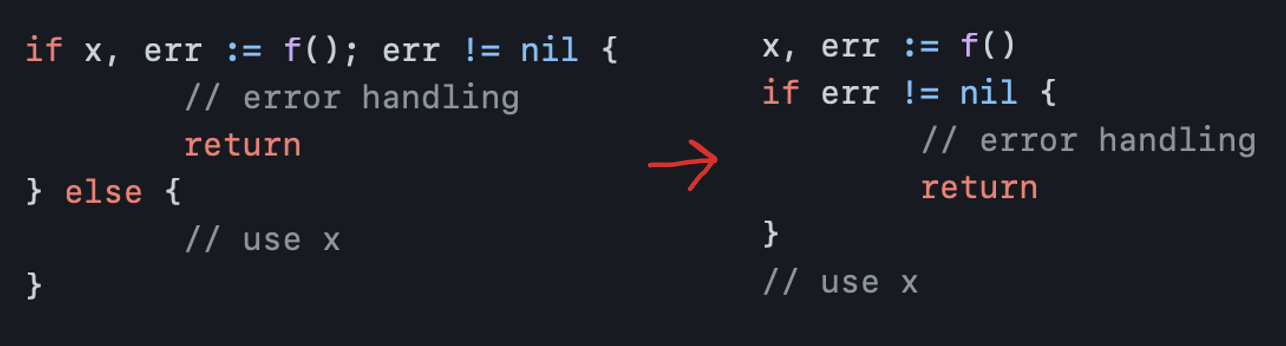 if x, err := f(); err != nil {
// error handling
return
} else {
// use x
}
x, err := f()
if err != nil {
// error handling
return
}
// use x